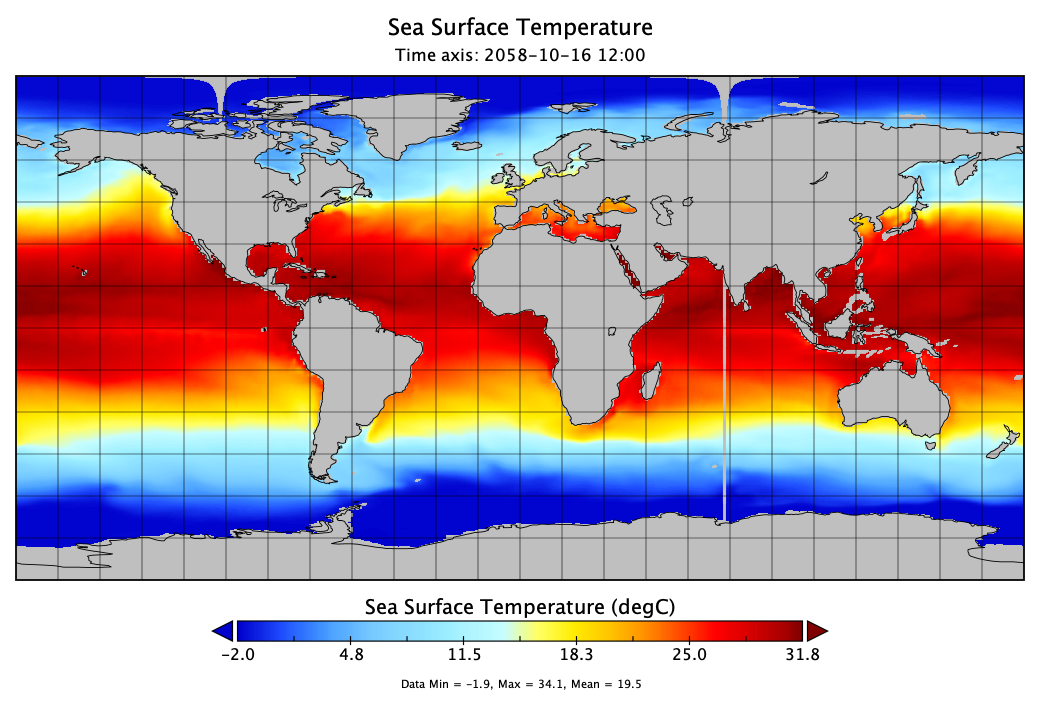 Sea Surface Temperature
Time axis: 2058-10-16 12:00
Sea Surface Temperature (degC)
-2.0 4.8 11.5 18.3 25.0 31.8
Data Min = -1.9, Max = 34.1, Mean = 19.5